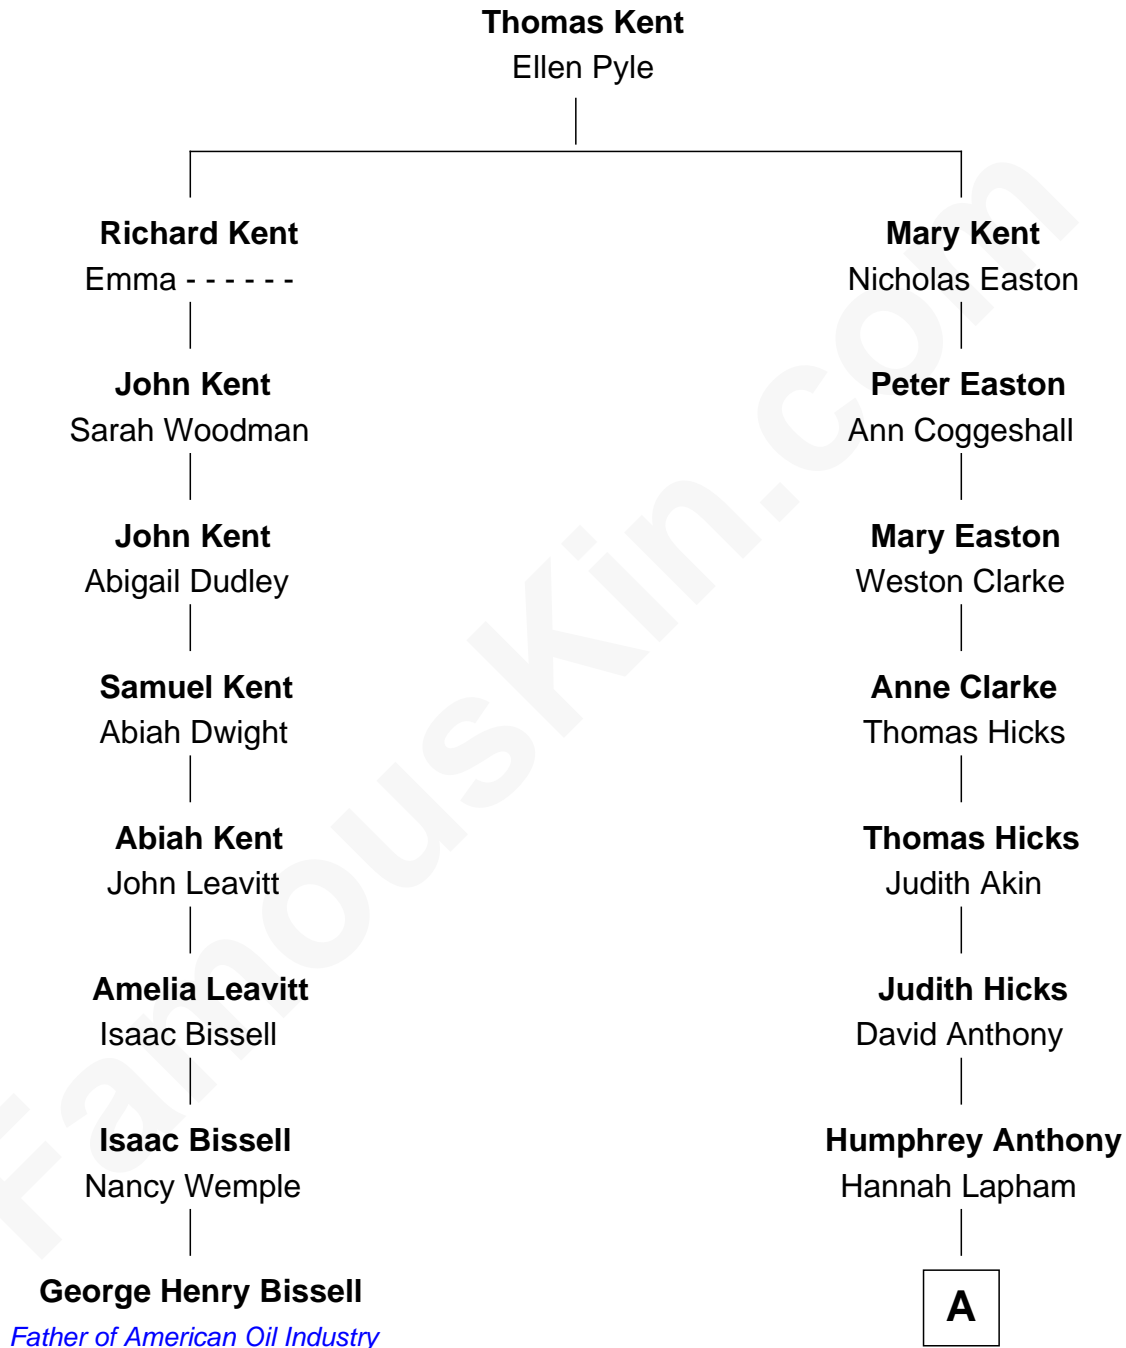 Thomas Kent
Ellen Pyle
Richard Kent
Emma - - - - - -
Mary Kent
Nicholas Easton
John Kent
Sarah Woodman
Peter Easton
Ann Coggeshall
John Kent
Abigail Dudley
Mary Easton
Weston Clarke
Samuel Kent
Abiah Dwight
Anne Clarke
Thomas Hicks
Abiah Kent
John Leavitt
Thomas Hicks
Judith Akin
Amelia Leavitt
Isaac Bissell
Judith Hicks
David Anthony
Isaac Bissell
Nancy Wemple
Humphrey Anthony
Hannah Lapham
George Henry Bissell
Father of American Oil Industry
A
FamousKin.com